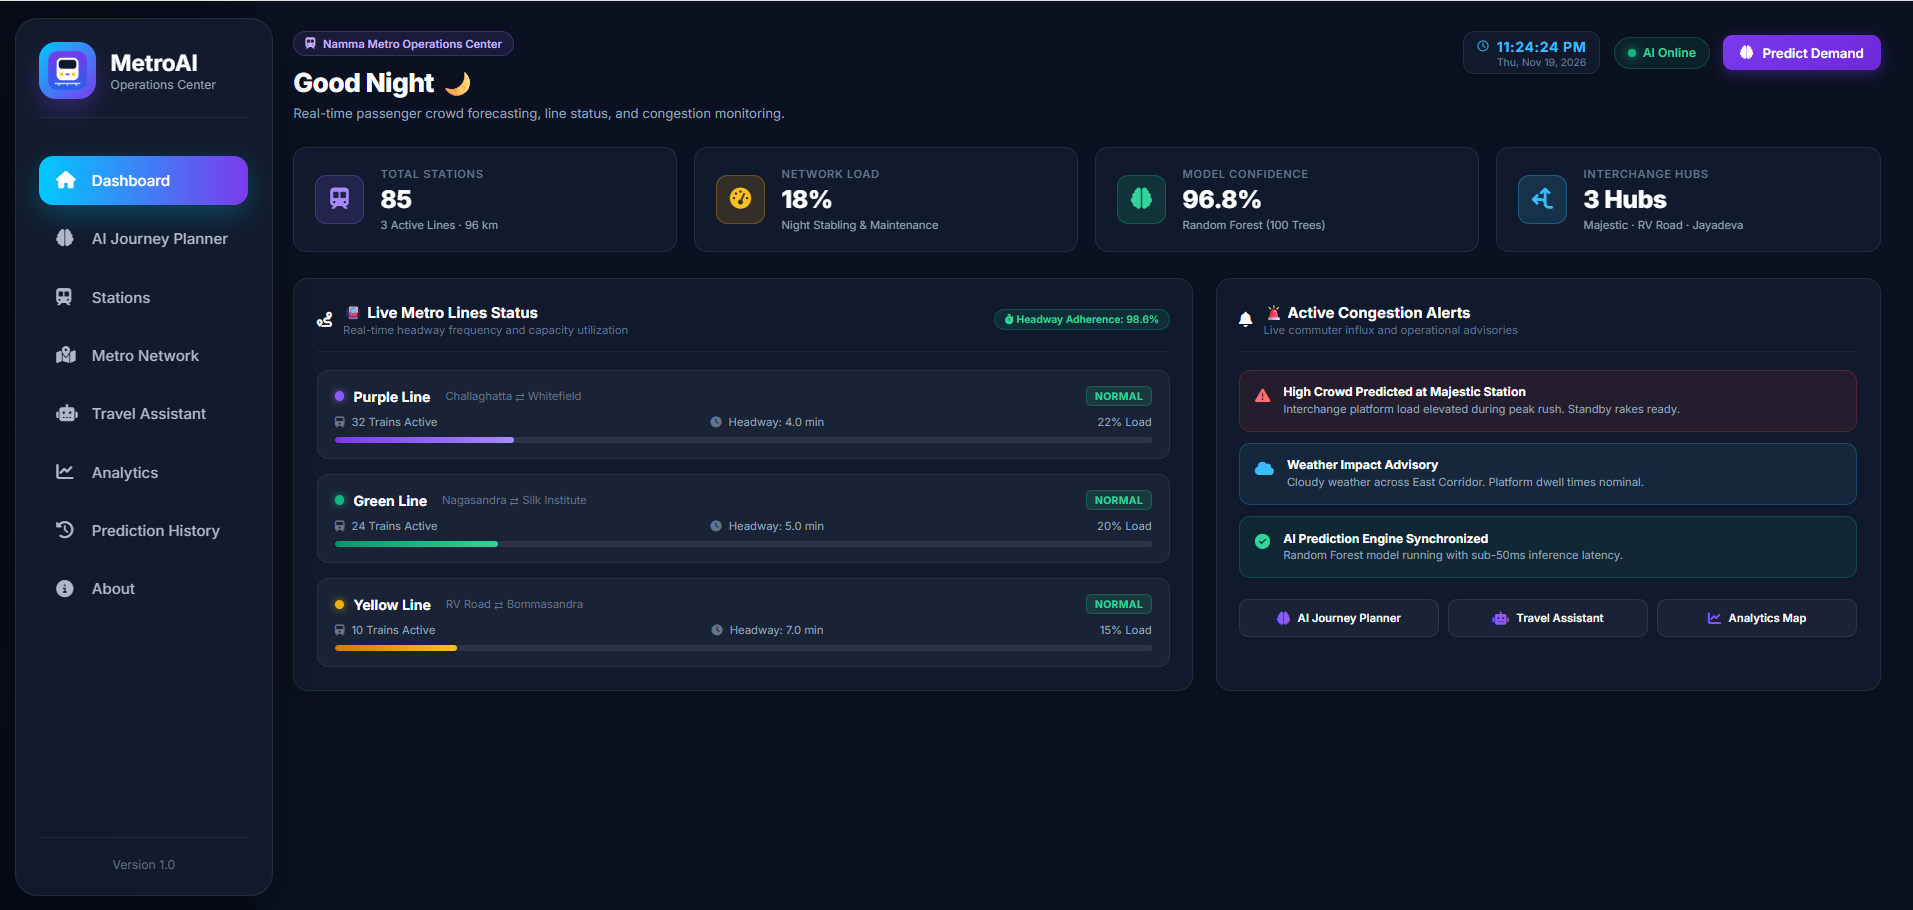 MetroAI
Operations Center
Dashboard
AI Journey Planner
Stations
Metro Network
Travel Assistant
Analytics
Prediction History
About
Version 1.0
Namma Metro Operations Center
Good Night 🌙
Real-time passenger crowd forecasting, line status, and congestion monitoring.
11:24:24 PM
Thu, Nov 19, 2026
AI Online
Predict Demand
TOTAL STATIONS
85
3 Active Lines · 96 km
NETWORK LOAD
18%
Night Stabling & Maintenance
MODEL CONFIDENCE
96.8%
Random Forest (100 Trees)
INTERCHANGE HUBS
3 Hubs
Majestic · RV Road · Jayadeva
Live Metro Lines Status
Real-time headway frequency and capacity utilization
Headway Adherence: 98.6%
Purple Line Challaghatta ⇄ Whitefield NORMAL
32 Trains Active Headway: 4.0 min 22% Load
Green Line Nagasandra ⇄ Silk Institute NORMAL
24 Trains Active Headway: 5.0 min 20% Load
Yellow Line RV Road ⇄ Bommasandra NORMAL
10 Trains Active Headway: 7.0 min 15% Load
Active Congestion Alerts
Live commuter influx and operational advisories
High Crowd Predicted at Majestic Station
Interchange platform load elevated during peak rush. Standby rakes ready.
Weather Impact Advisory
Cloudy weather across East Corridor. Platform dwell times nominal.
AI Prediction Engine Synchronized
Random Forest model running with sub-50ms inference latency.
AI Journey Planner
Travel Assistant
Analytics Map